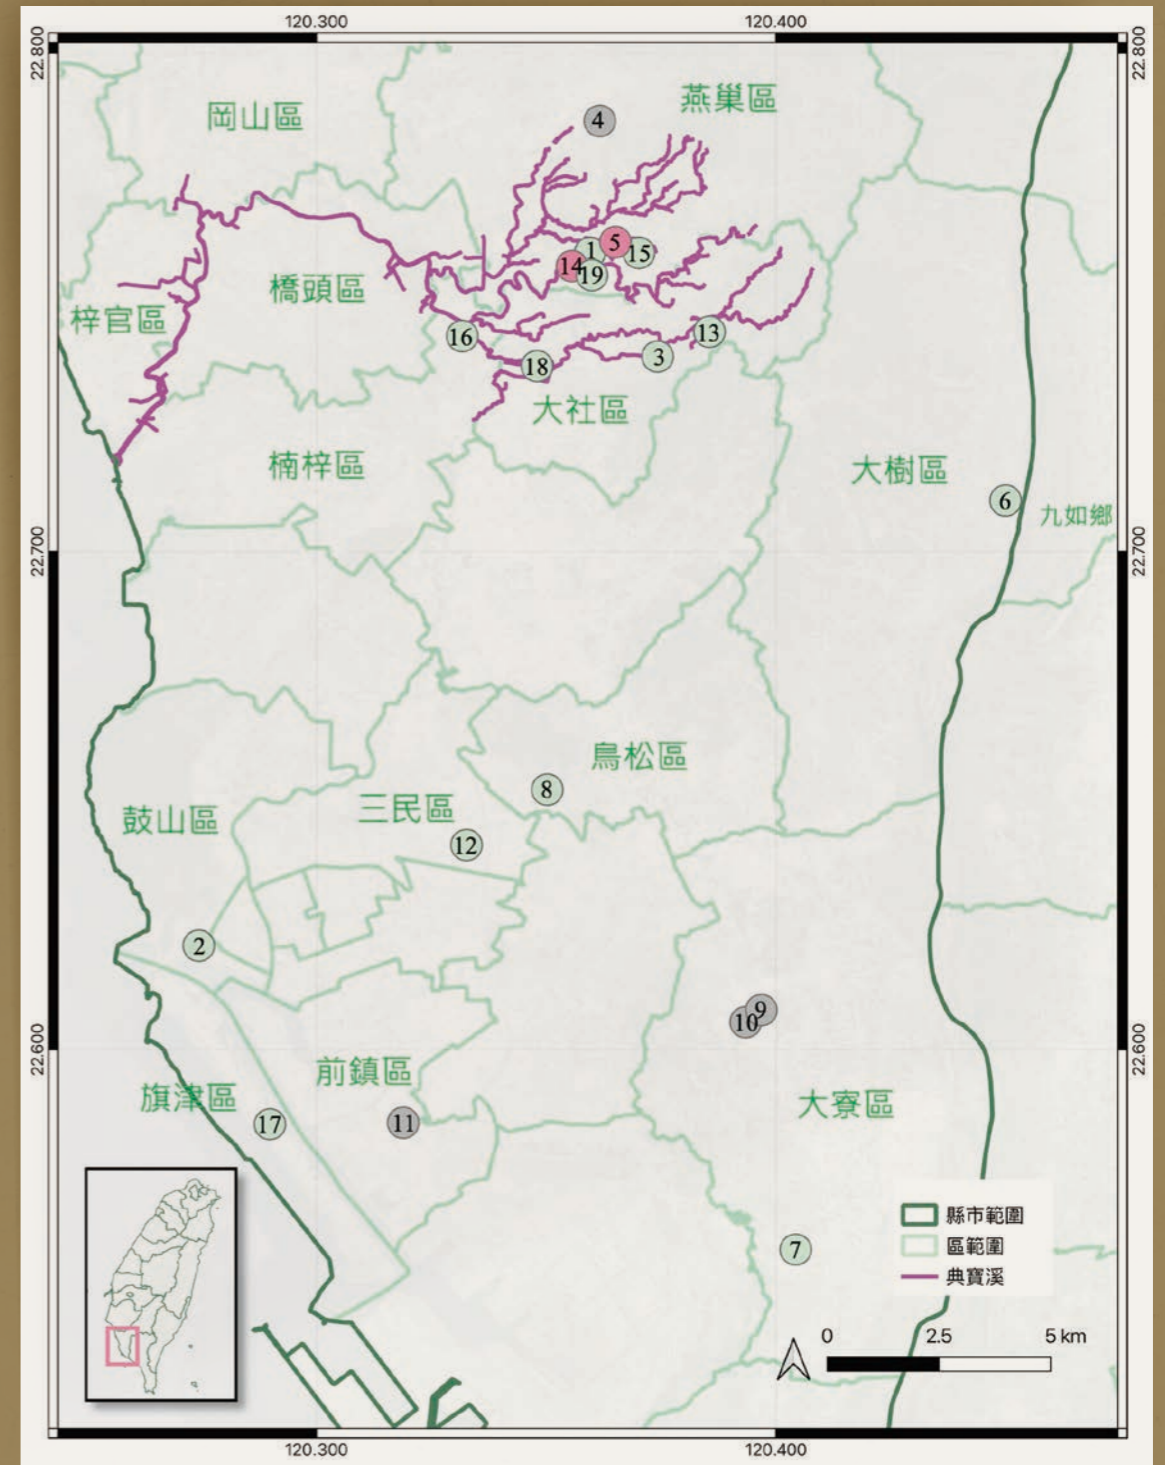 120.300
120.400
22.800
22.800
岡山區
燕巢區
4
5
1
15
14
19
橋頭區
梓官區
16
13
3
18
大社區
楠梓區
大樹區
6
九如鄉
22.700
22.700
鳥松區
8
三民區
鼓山區
12
2
9
10
22.600
22.600
前鎮區
旗津區
大寮區
17
11
縣市範圍
區範圍
典寶溪
7
0
2.5
5 km
120.300
120.400